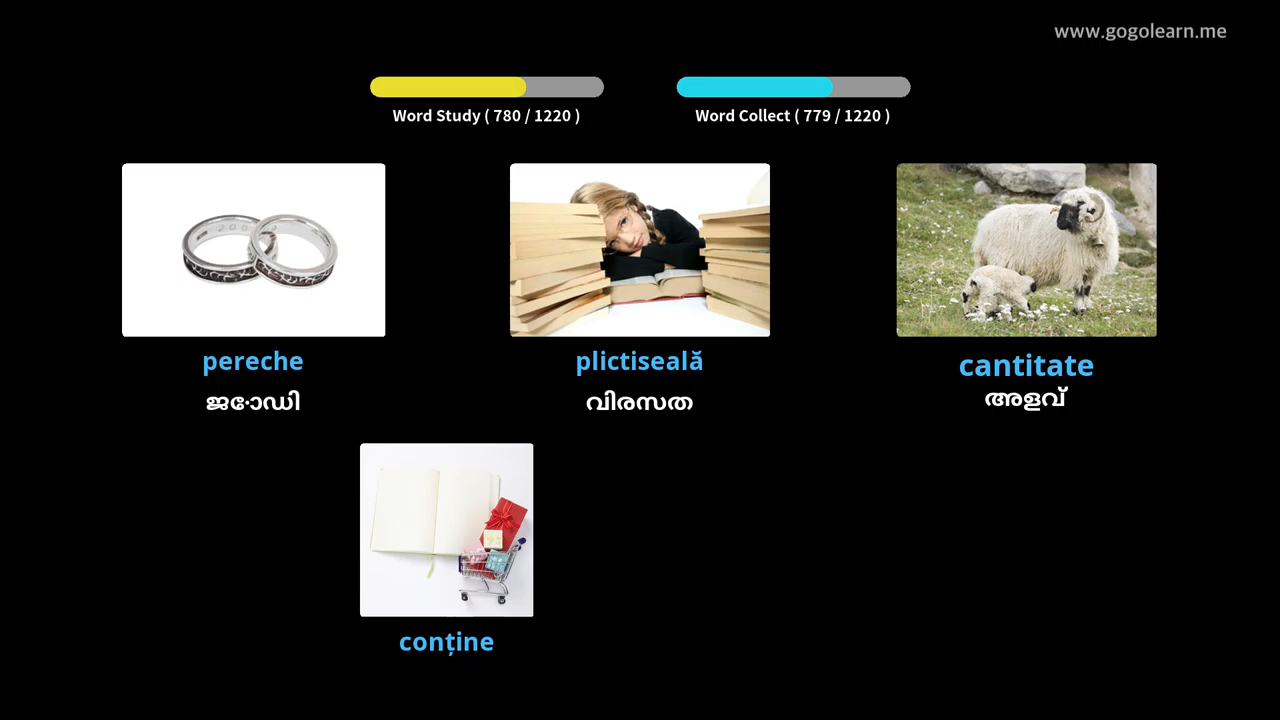 www.gogolearn.me
Word Study ( 780 / 1220 )
Word Collect ( 779 / 1220 )
pereche
ജോഡി
plictiseală
വിരസത
cantitate
അളവ്
conține